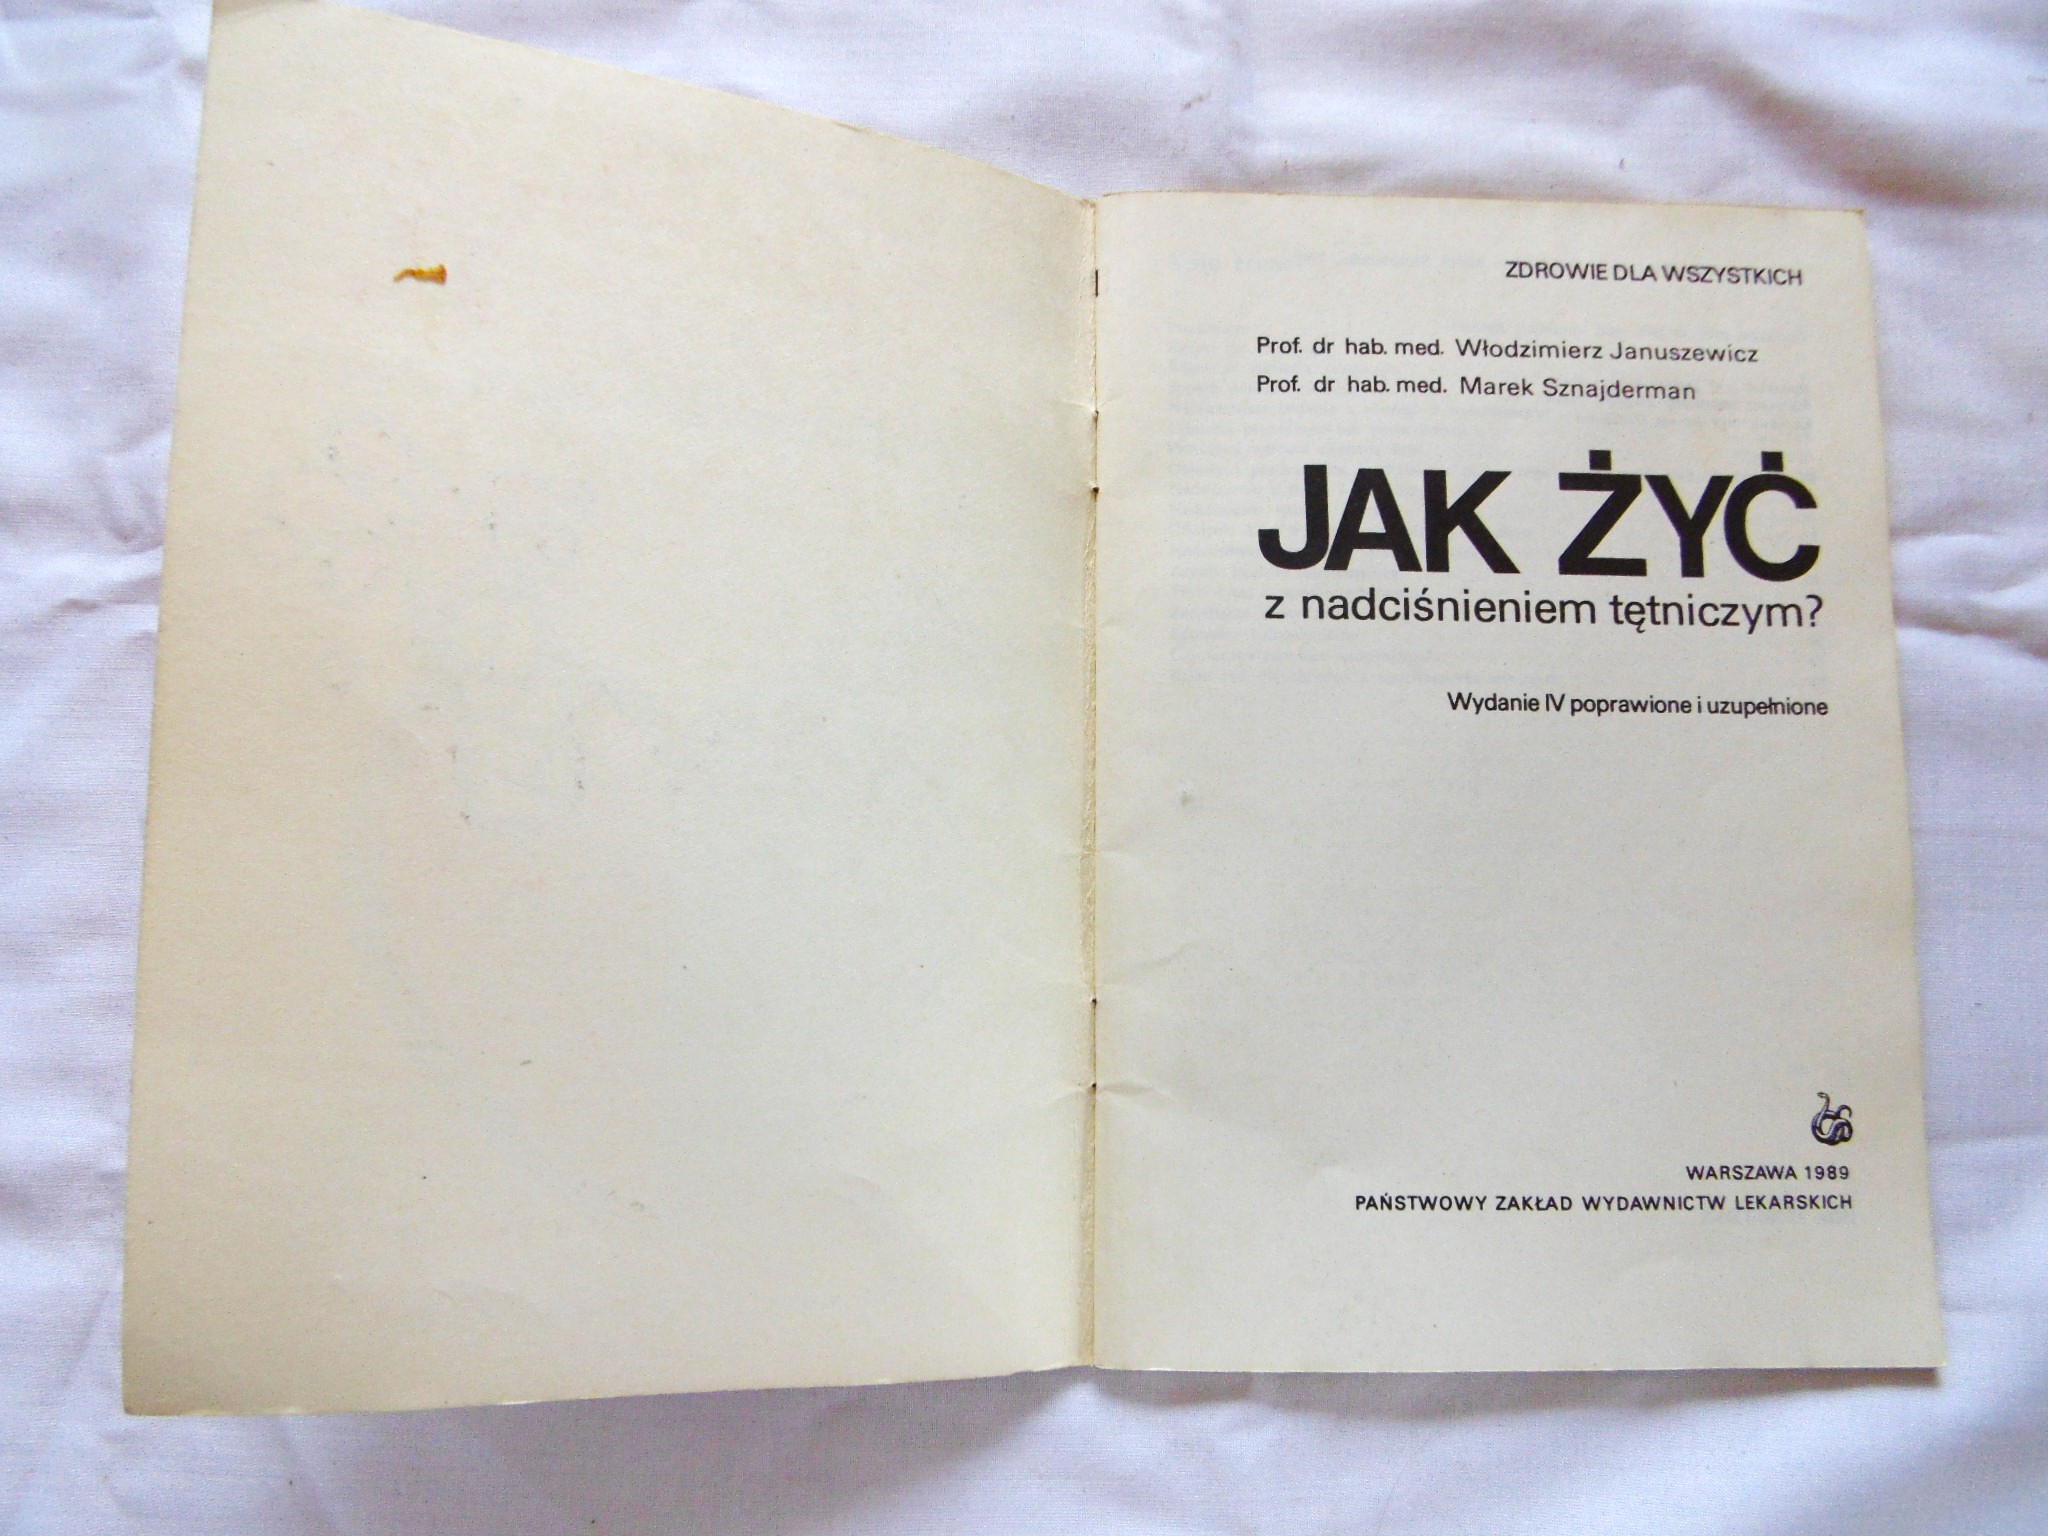 ZDROWIE DLA WSZYSTKICH
Prof. dr hab. med. Włodzimierz Januszewicz
Prof. dr hab. med. Marek Sznajderman
JAK ŻYĆ
z nadciśnieniem tętniczym?
Wydanie IV poprawione i uzupełnione
WARSZAWA 1989
PAŃSTWOWY ZAKŁAD WYDAWNICTW LEKARSKICH